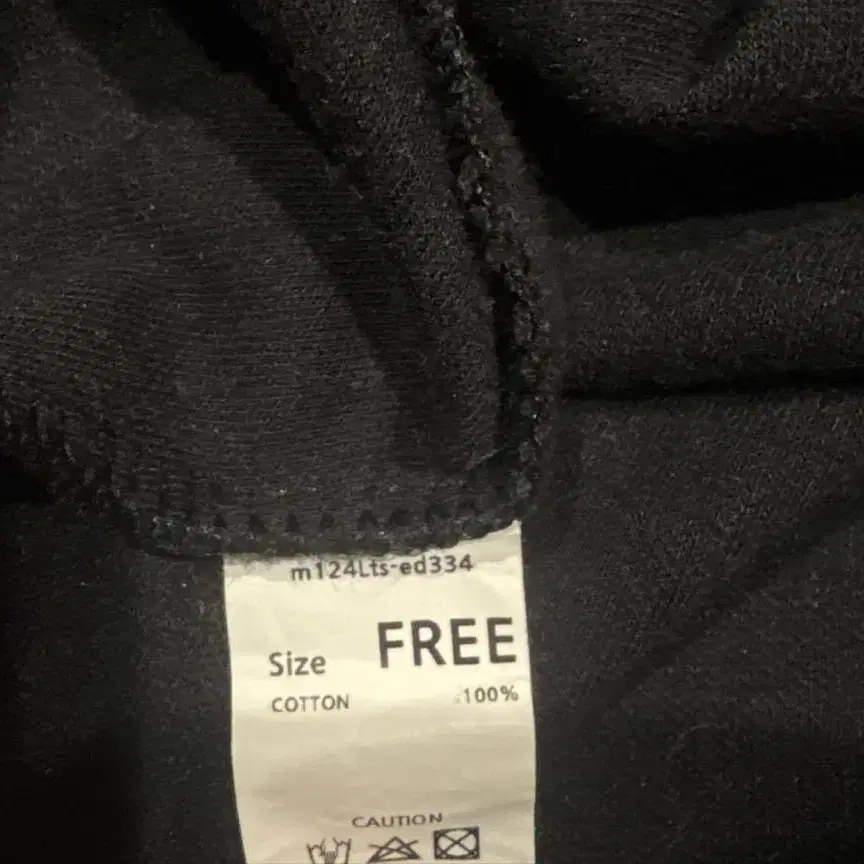 m124Lts-ed334
Size FREE
COTTON 100%
CAUTION